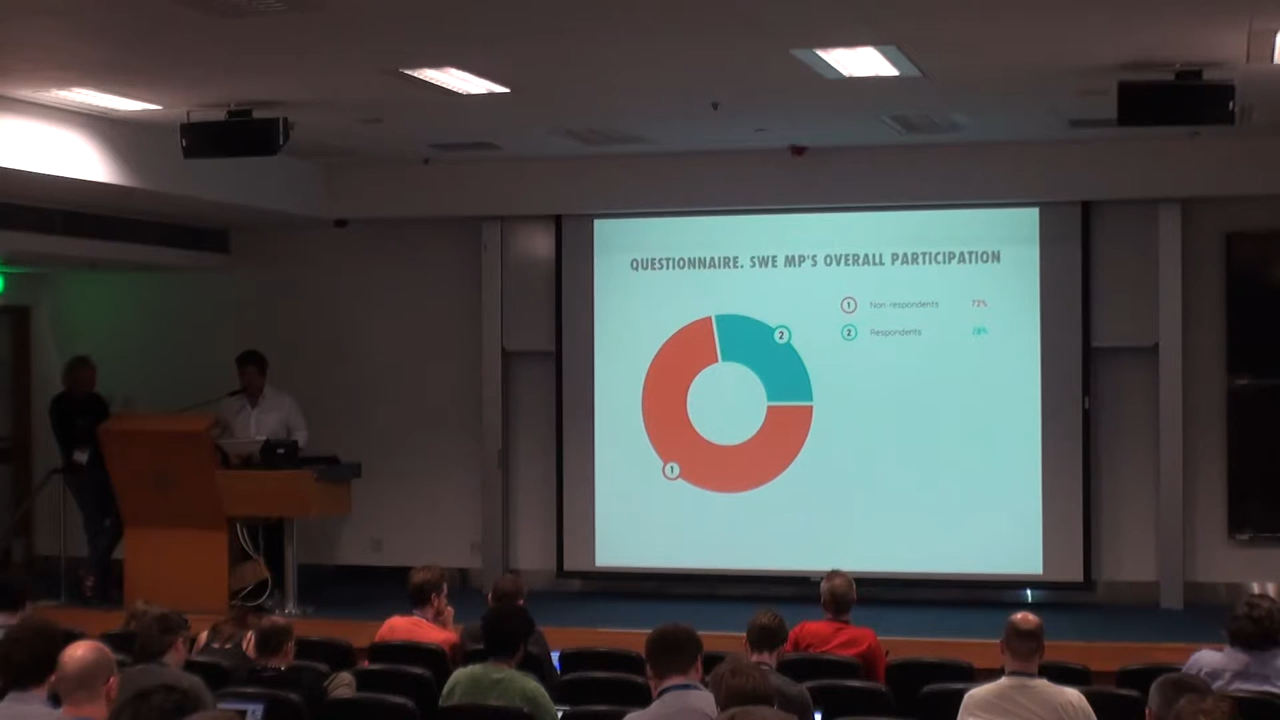 QUESTIONNAIRE. SWE MP'S OVERALL PARTICIPATION
1 Non-respondents 72%
2 Respondents 28%
2
1